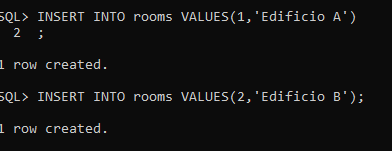 SQL> INSERT INTO rooms VALUES(1,'Edificio A')
2 ;
1 row created.
SQL> INSERT INTO rooms VALUES(2,'Edificio B');
1 row created.